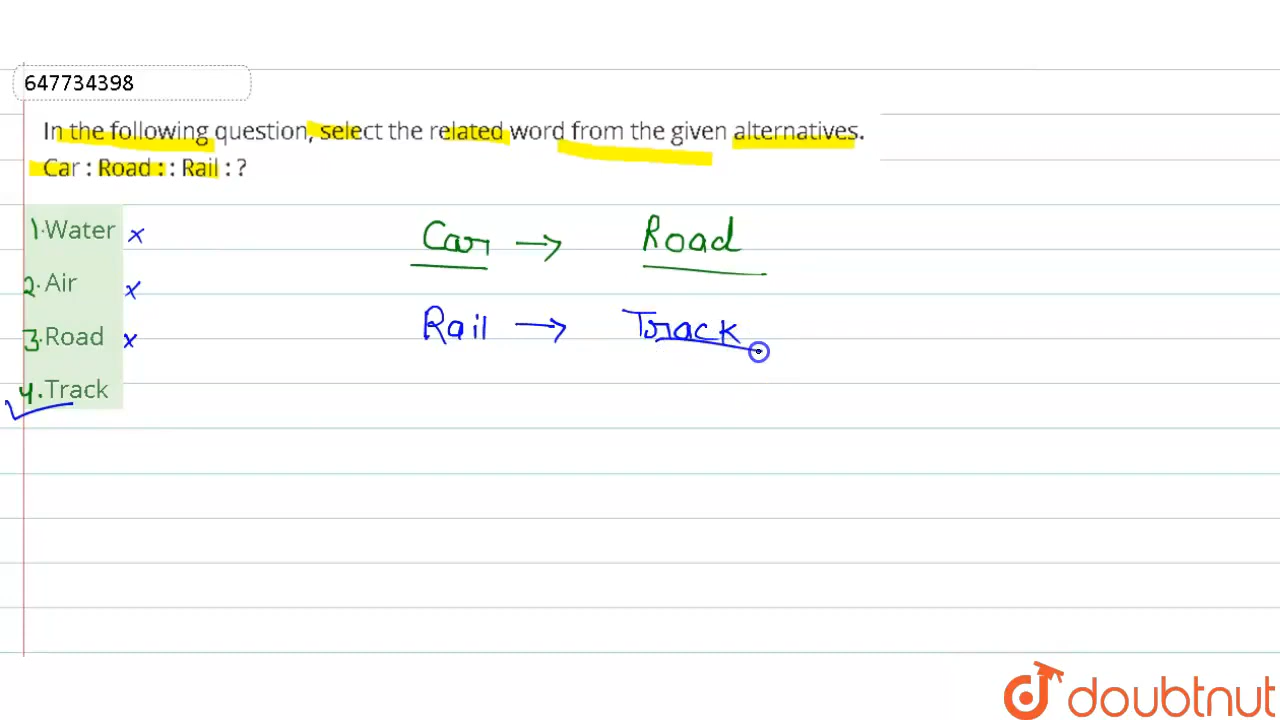 647734398
In the following question, select the related word from the given alternatives.
Car : Road : : Rail : ?
1. Water x
2. Air x
3. Road x
4. Track
Car → Road
Rail → Track
doubtnut